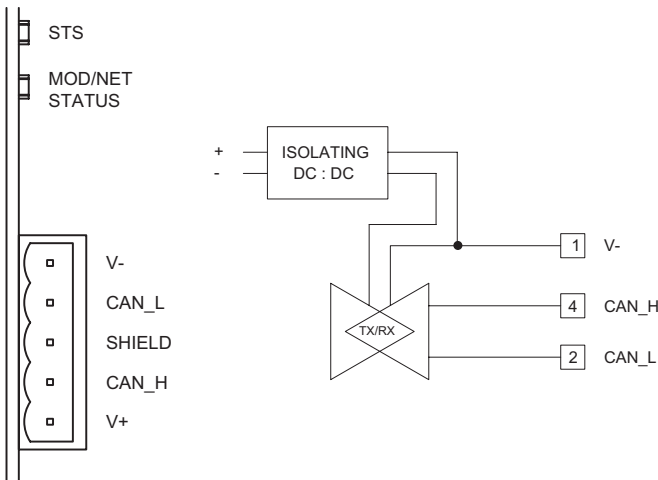 STS
MOD/NET
STATUS
+
-
ISOLATING
DC : DC
V-
CAN_L
SHIELD
CAN_H
V+
1 V-
4 CAN_H
TX/RX
2 CAN_L